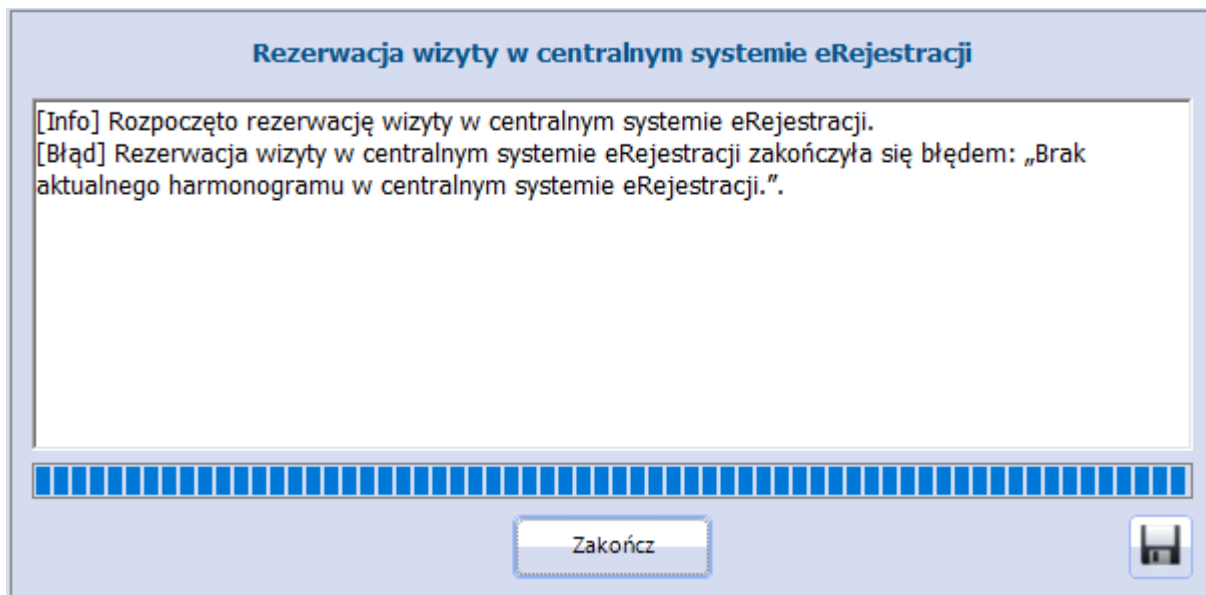 Rezerwacja wizyty w centralnym systemie eRejestracji
[Info] Rozpoczęto rezerwację wizyty w centralnym systemie eRejestracji.
[Błąd] Rezerwacja wizyty w centralnym systemie eRejestracji zakończyła się błędem: „Brak
aktualnego harmonogramu w centralnym systemie eRejestracji.”.
Zakończ